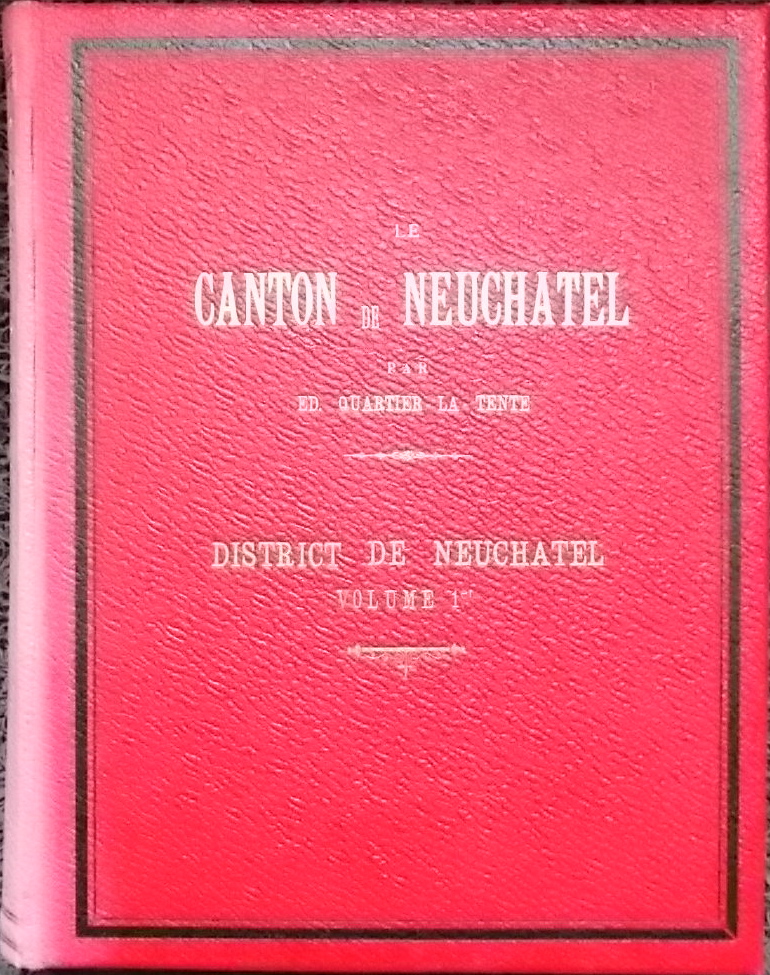 LE
CANTON DE NEUCHATEL
PAR
ED. QUARTIER-LA-TENTE
DISTRICT DE NEUCHATEL
VOLUME 1er